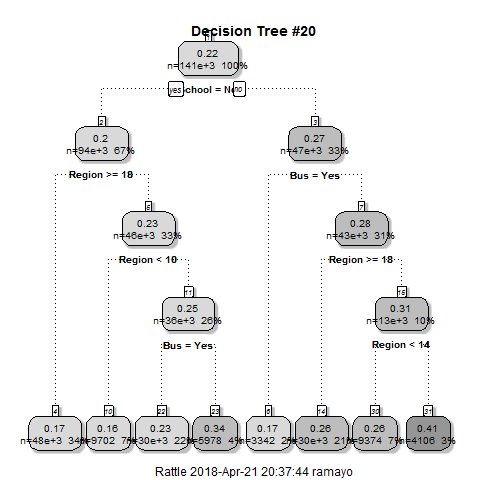 Decision Tree #20
1
0.22
n=141e+3 100%
yes
no
2
0.2
n=94e+3 67%
3
0.27
n=47e+3 33%
Region >= 18
Bus = Yes
5
0.23
n=46e+3 33%
7
0.28
n=43e+3 31%
Region < 10
Region >= 18
11
0.25
n=36e+3 26%
15
0.31
n=13e+3 10%
Bus = Yes
Region < 14
4
0.17
n=48e+3 34%
10
0.16
n=9702 7%
22
0.23
n=30e+3 22%
23
0.34
n=5978 4%
6
0.17
n=3342 2%
14
0.26
n=30e+3 21%
30
0.26
n=9374 7%
31
0.41
n=4106 3%
Rattle 2018-Apr-21 20:37:44 ramayo